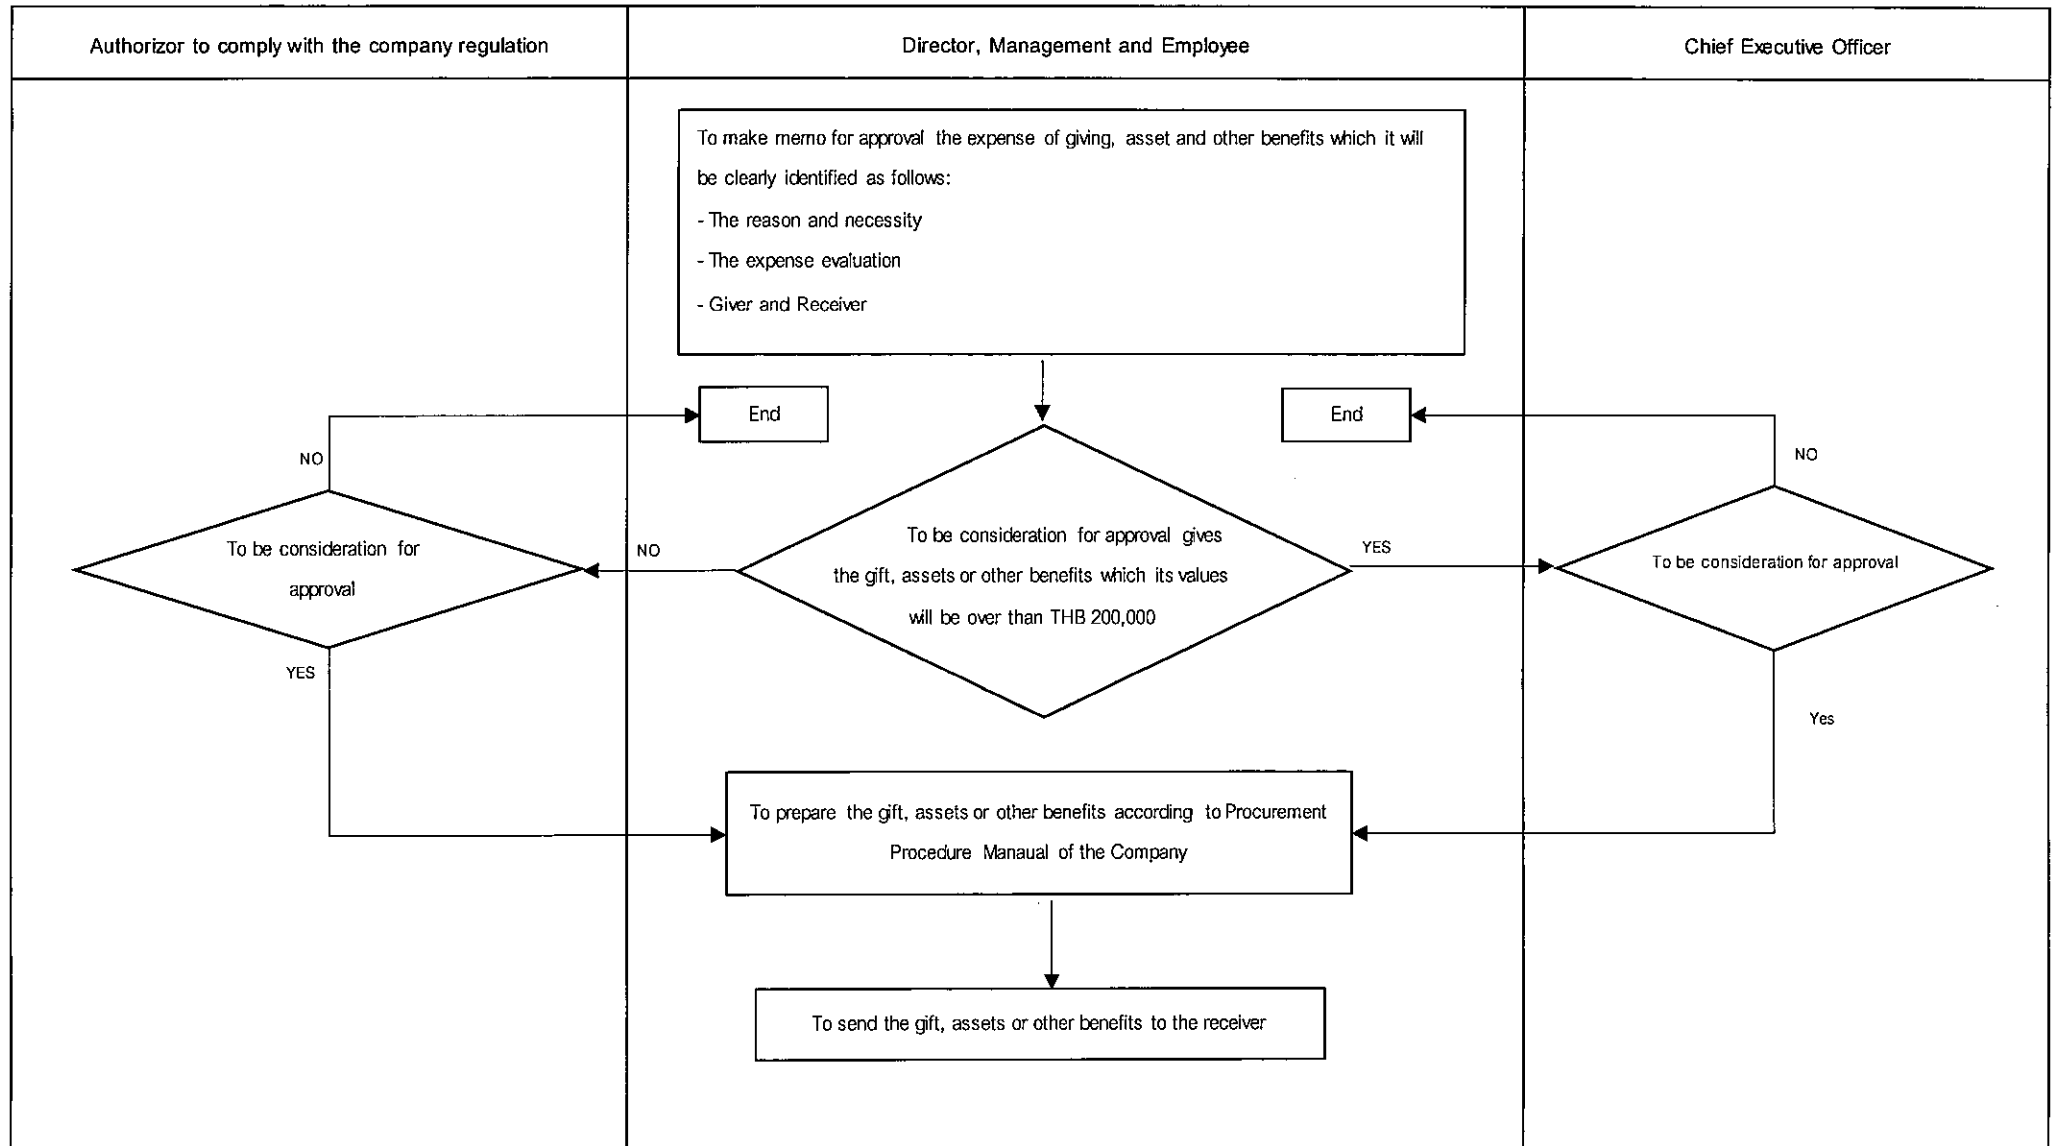 Authorizor to comply with the company regulation
Director, Management and Employee
Chief Executive Officer
To make memo for approval the expense of giving, asset and other benefits which it will
be clearly identified as follows:
- The reason and necessity
- The expense evaluation
- Giver and Receiver
End
End
NO
NO
To be consideration for
approval
NO
To be consideration for approval gives
the gift, assets or other benefits which its values
will be over than THB 200,000
YES
To be consideration for approval
YES
Yes
To prepare the gift, assets or other benefits according to Procurement
Procedure Manaual of the Company
To send the gift, assets or other benefits to the receiver